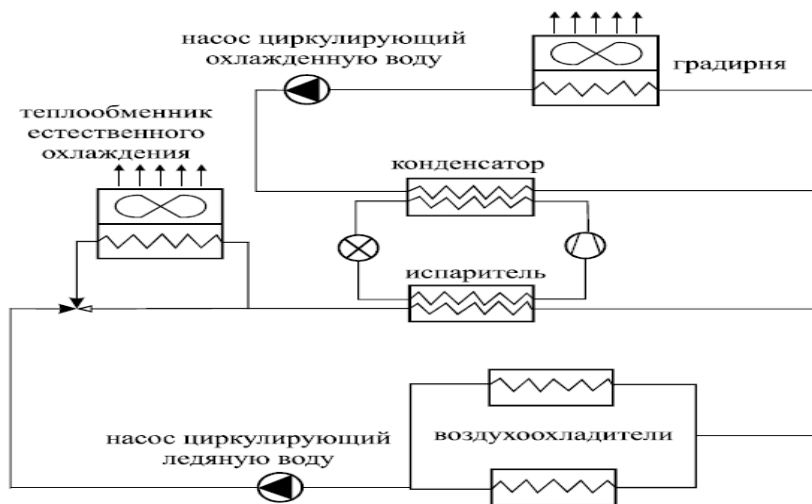 насос циркулирующий
охлажденную воду
градирня
теплообменник
естественного
охлаждения
конденсатор
испаритель
воздухоохладители
насос циркулирующий
ледяную воду